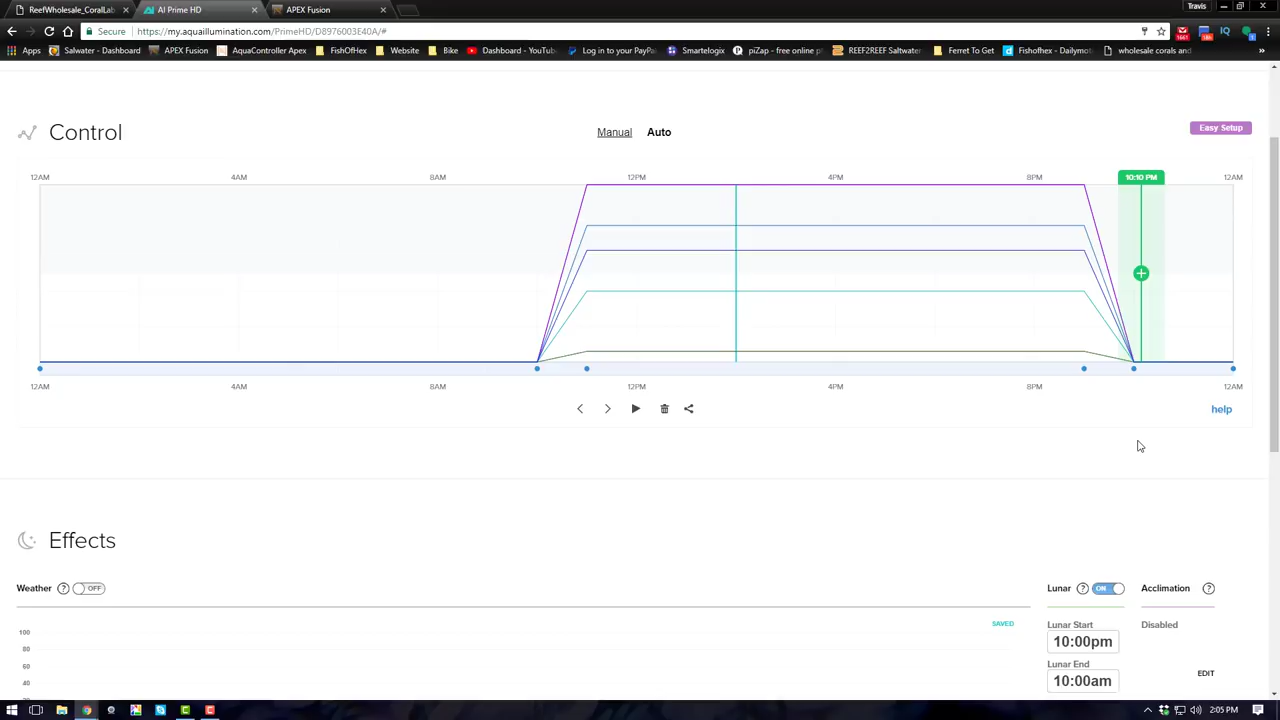 ReefWholesale_CoralLab
AI Prime HD
APEX Fusion
Travis
Secure
https://my.aquaillumination.com/PrimeHD/D8976003E40A/#
Apps
Salwater - Dashboard
APEX Fusion
AquaController Apex
FishOfHex
Website
Bike
Dashboard - YouTube
Log in to your PayPal
Smartelogix
piZap - free online p
REEF2REEF Saltwater
Ferret To Get
Fishofhex - Dailymot
wholesale corals and
»
Control
Manual
Auto
Easy Setup
12AM 4AM 8AM 12PM 4PM 8PM 10:10 PM 12AM
12AM 4AM 8AM 12PM 4PM 8PM 12AM
help
Effects
Weather ? OFF
Lunar ? ON
Acclimation ?
SAVED
Lunar Start
Disabled
100
10:00pm
80
60
Lunar End
EDIT
40
10:00am
20
2:05 PM